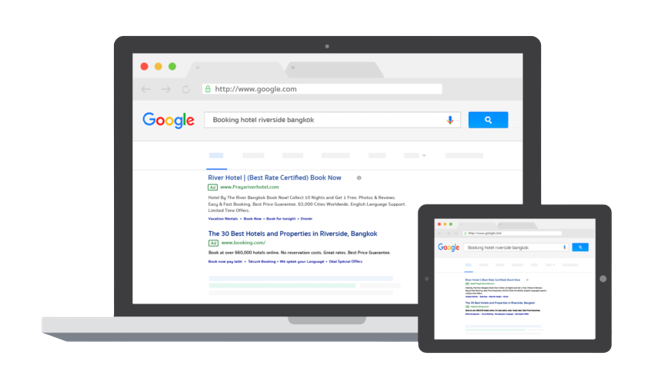 http://www.google.com
Google
Booking hotel riverside bangkok
River Hotel | (Best Rate Certified) Book Now
Ad www.Prayariverhotel.com
Hotel By The River Bangkok Book Now! Collect 10 Nights and Get 1 Free. Photos & Reviews.
Easy & Fast Booking. Best Price Guarantee. 63,000 Cities Worldwide. English Language Support.
Limited Time Offers.
Vacation Rentals • Book Now • Book for tonight •
The 30 Best Hotels and Properties in Riverside, Bangkok
Ad www.booking.com/
Book at over 660,000 hotels online. No reservation costs. Great rates. Best Price Guarantee.
Book now pay later • Secure Booking • We speak your Language • Deal Special Offers
http://www.google.com
Google
Booking hotel riverside bangkok
River Hotel | (Best Rate Certified) Book Now
The 30 Best Hotels and Properties in Riverside, Bangkok